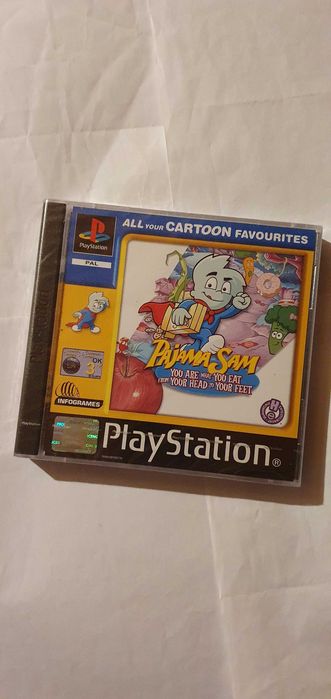 ALL YOUR CARTOON FAVOURITES
PlayStation
PAL
PAJAMA SAM
YOU ARE WHAT YOU EAT
FROM YOUR HEAD TO YOUR FEET
OK
3+
INFOGRAMES
PlayStation®